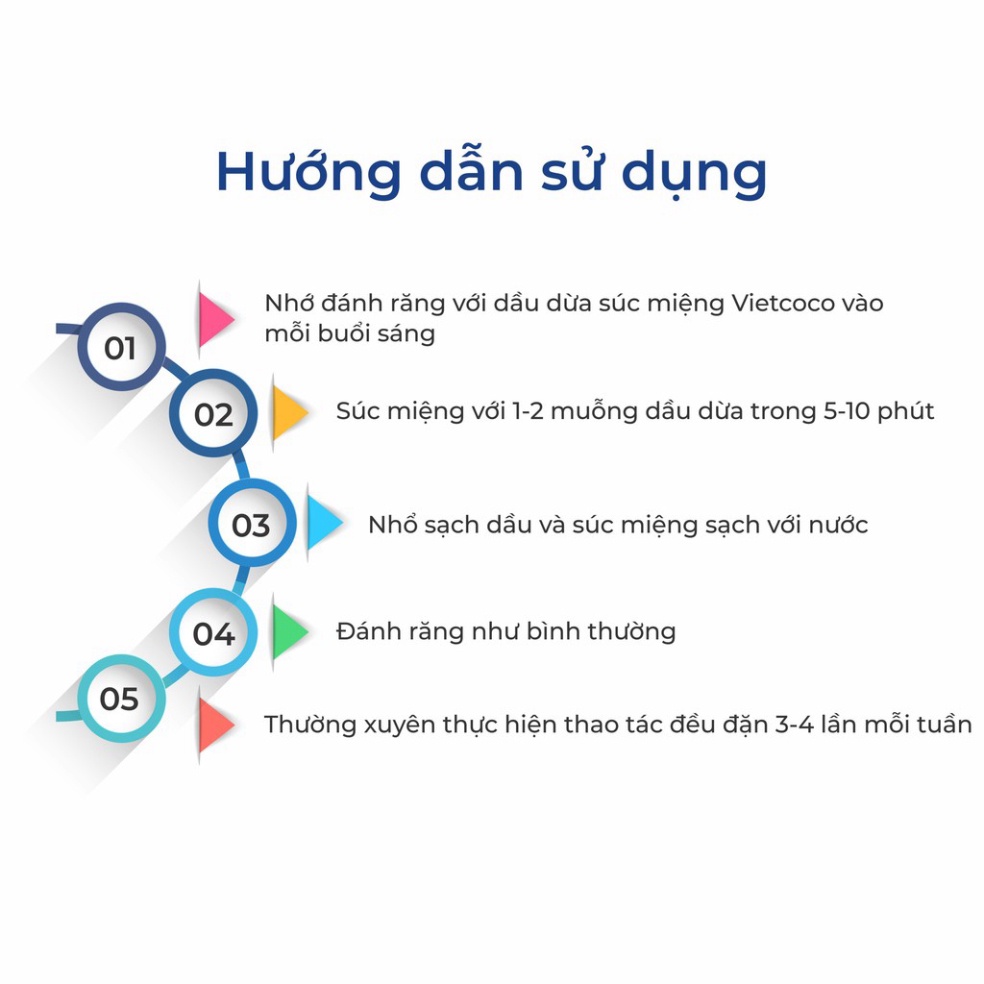 Hướng dẫn sử dụng
01
Nhớ đánh răng với dầu dừa súc miệng Vietcoco vào
mỗi buổi sáng
02
Súc miệng với 1-2 muỗng dầu dừa trong 5-10 phút
03
Nhổ sạch dầu và súc miệng sạch với nước
04
Đánh răng như bình thường
05
Thường xuyên thực hiện thao tác đều đặn 3-4 lần mỗi tuần